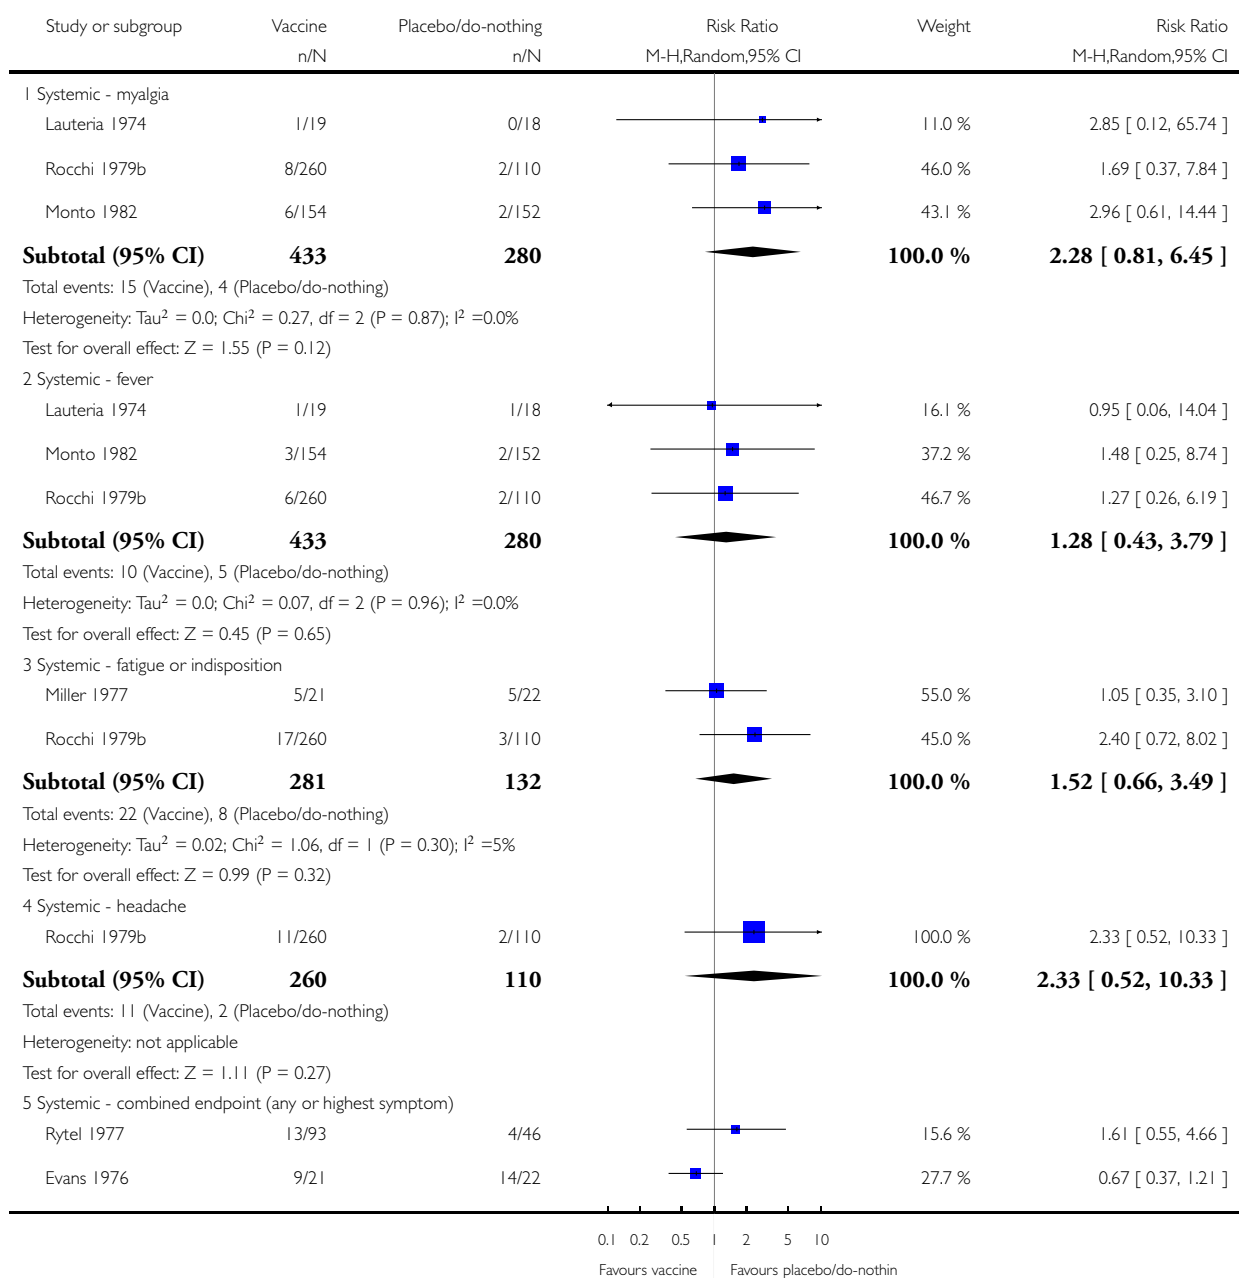 Study or subgroup Vaccine Placebo/do-nothing Risk Ratio Weight Risk Ratio
n/N n/N M-H,Random,95% CI M-H,Random,95% CI
1 Systemic - myalgia
Lauteria 1974 1/19 0/18 11.0 % 2.85 [ 0.12, 65.74 ]
Rocchi 1979b 8/260 2/110 46.0 % 1.69 [ 0.37, 7.84 ]
Monto 1982 6/154 2/152 43.1 % 2.96 [ 0.61, 14.44 ]
Subtotal (95% CI) 433 280 100.0 % 2.28 [ 0.81, 6.45 ]
Total events: 15 (Vaccine), 4 (Placebo/do-nothing)
Heterogeneity: Tau² = 0.0; Chi² = 0.27, df = 2 (P = 0.87); I² =0.0%
Test for overall effect: Z = 1.55 (P = 0.12)
2 Systemic - fever
Lauteria 1974 1/19 1/18 16.1 % 0.95 [ 0.06, 14.04 ]
Monto 1982 3/154 2/152 37.2 % 1.48 [ 0.25, 8.74 ]
Rocchi 1979b 6/260 2/110 46.7 % 1.27 [ 0.26, 6.19 ]
Subtotal (95% CI) 433 280 100.0 % 1.28 [ 0.43, 3.79 ]
Total events: 10 (Vaccine), 5 (Placebo/do-nothing)
Heterogeneity: Tau² = 0.0; Chi² = 0.07, df = 2 (P = 0.96); I² =0.0%
Test for overall effect: Z = 0.45 (P = 0.65)
3 Systemic - fatigue or indisposition
Miller 1977 5/21 5/22 55.0 % 1.05 [ 0.35, 3.10 ]
Rocchi 1979b 17/260 3/110 45.0 % 2.40 [ 0.72, 8.02 ]
Subtotal (95% CI) 281 132 100.0 % 1.52 [ 0.66, 3.49 ]
Total events: 22 (Vaccine), 8 (Placebo/do-nothing)
Heterogeneity: Tau² = 0.02; Chi² = 1.06, df = 1 (P = 0.30); I² =5%
Test for overall effect: Z = 0.99 (P = 0.32)
4 Systemic - headache
Rocchi 1979b 11/260 2/110 100.0 % 2.33 [ 0.52, 10.33 ]
Subtotal (95% CI) 260 110 100.0 % 2.33 [ 0.52, 10.33 ]
Total events: 11 (Vaccine), 2 (Placebo/do-nothing)
Heterogeneity: not applicable
Test for overall effect: Z = 1.11 (P = 0.27)
5 Systemic - combined endpoint (any or highest symptom)
Rytel 1977 13/93 4/46 15.6 % 1.61 [ 0.55, 4.66 ]
Evans 1976 9/21 14/22 27.7 % 0.67 [ 0.37, 1.21 ]
0.1 0.2 0.5 1 2 5 10
Favours vaccine Favours placebo/do-nothin